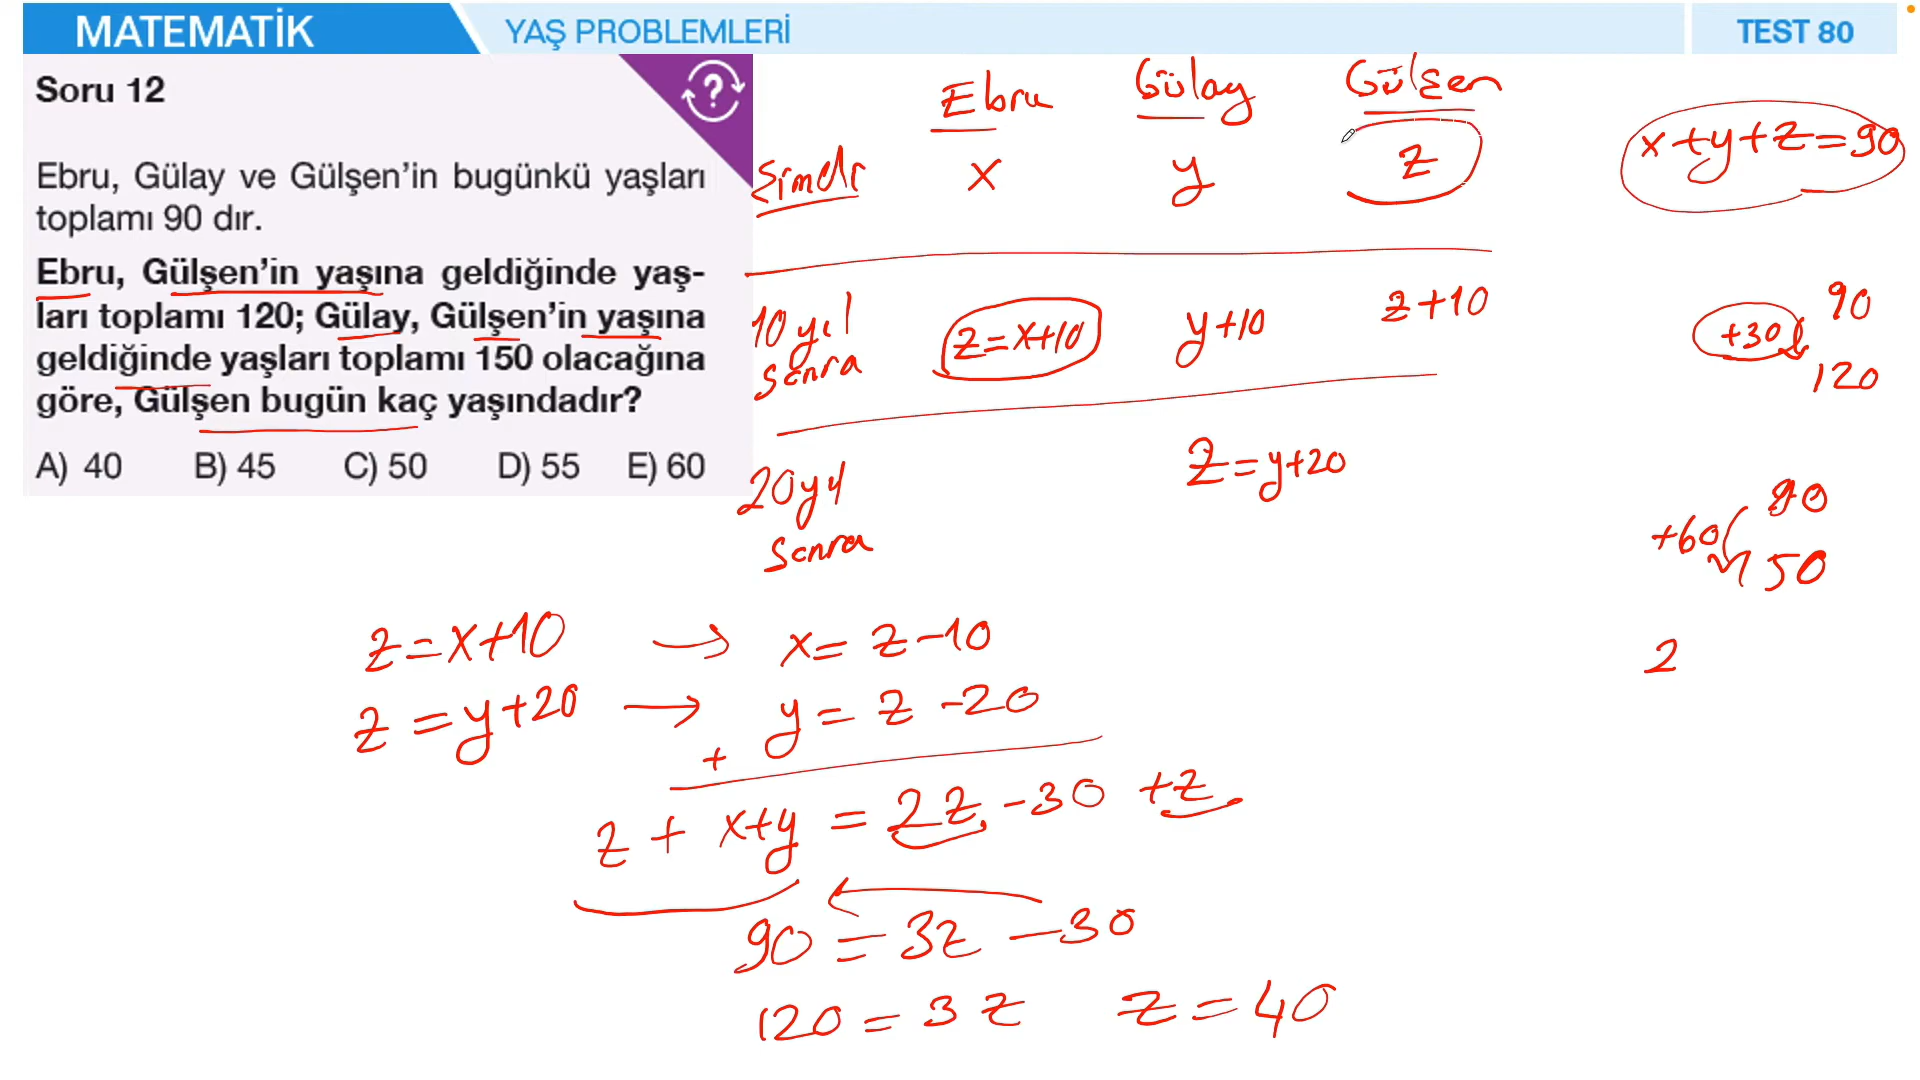 MATEMATİK YAŞ PROBLEMLERİ TEST 80
Soru 12
Ebru, Gülay ve Gülşen’in bugünkü yaşları
toplamı 90 dır.
Ebru, Gülşen’in yaşına geldiğinde yaş-
ları toplamı 120; Gülay, Gülşen’in yaşına
geldiğinde yaşları toplamı 150 olacağına
göre, Gülşen bugün kaç yaşındadır?
A) 40 B) 45 C) 50 D) 55 E) 60
Ebru Gülay Gülşen
Şimdi x y z x+y+z=90
10 yıl sonra z=x+10 y+10 z+10
+30 90
120
20 yıl sonra z=y+20
+60 90
150
2
z=x+10 → x=z-10
z=y+20 → y=z-20
+
z+x+y=2z-30+z
90=3z-30
120=3z z=40